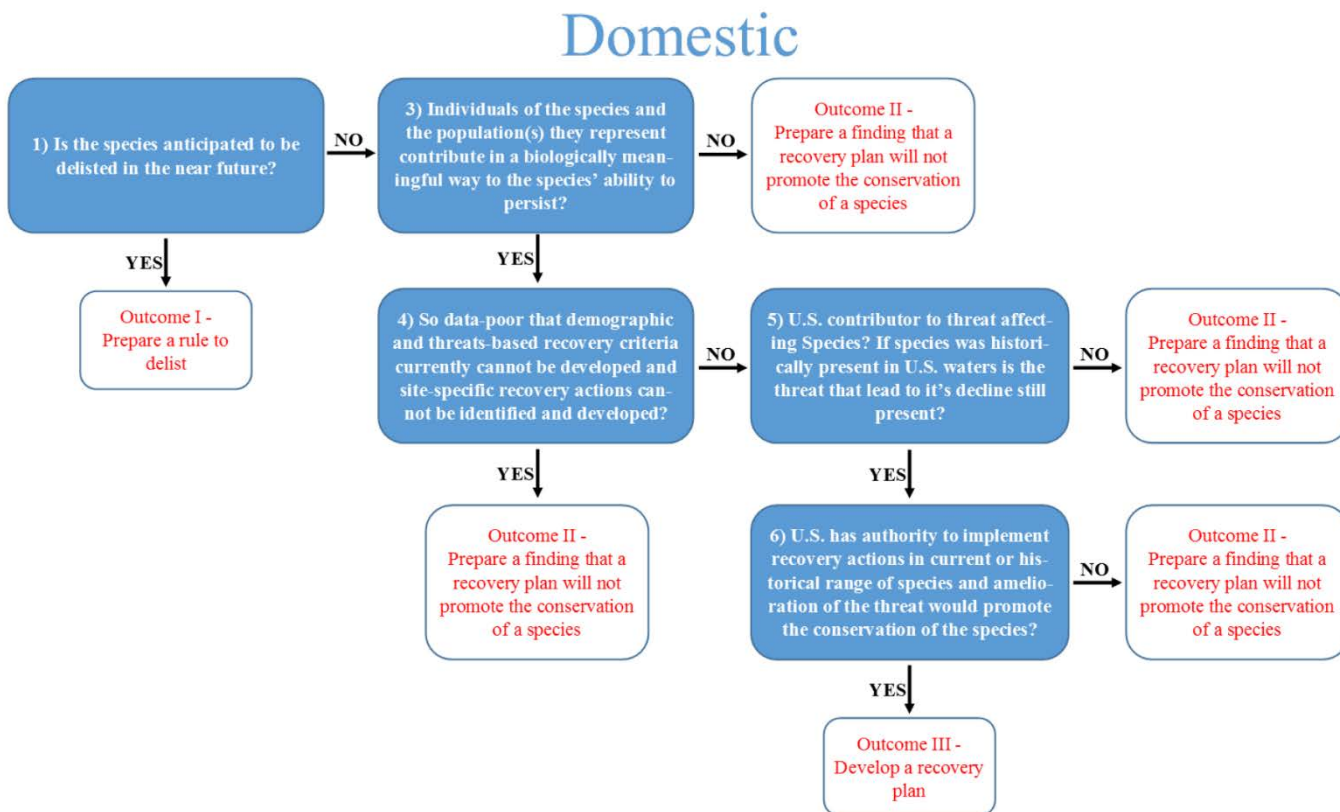 Domestic
1) Is the species anticipated to be
delisted in the near future?
NO
3) Individuals of the species and
the population(s) they represent
contribute in a biologically mean-
ingful way to the species' ability to
persist?
NO
Outcome II -
Prepare a finding that a
recovery plan will not
promote the conservation
of a species
YES
YES
Outcome I -
Prepare a rule to
delist
4) So data-poor that demographic
and threats-based recovery criteria
currently cannot be developed and
site-specific recovery actions can-
not be identified and developed?
NO
5) U.S. contributor to threat affect-
ing Species? If species was histori-
cally present in U.S. waters is the
threat that lead to it's decline still
present?
NO
Outcome II -
Prepare a finding that a
recovery plan will not
promote the conservation
of a species
YES
YES
Outcome II -
Prepare a finding that a
recovery plan will not
promote the conservation
of a species
6) U.S. has authority to implement
recovery actions in current or his-
torical range of species and amelio-
ration of the threat would promote
the conservation of the species?
NO
Outcome II -
Prepare a finding that a
recovery plan will not
promote the conservation
of a species
YES
Outcome III -
Develop a recovery
plan